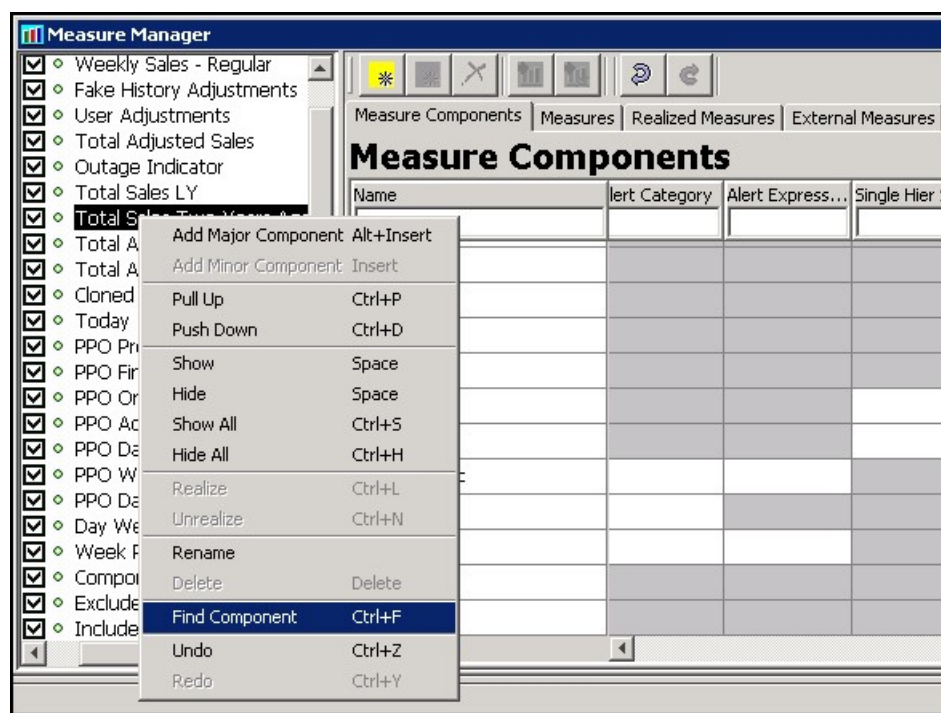 Measure Manager
Weekly Sales - Regular
Fake History Adjustments
User Adjustments
Total Adjusted Sales
Outage Indicator
Total Sales LY
Total
Total A
Total A
Cloned
Today
PPO Pr
PPO Fir
PPO Or
PPO Ac
PPO Da
PPO W
PPO Da
Day We
Week
Compo
Exclude
Include
Measure Components
Measures
Realized Measures
External Measures
Measure Components
Name
lert Category
Alert Express...
Single Hier
Add Major Component Alt+Insert
Add Minor Component Insert
Pull Up Ctrl+P
Push Down Ctrl+D
Show Space
Hide Space
Show All Ctrl+S
Hide All Ctrl+H
Realize Ctrl+L
Unrealize Ctrl+N
Rename
Delete Delete
Find Component Ctrl+F
Undo Ctrl+Z
Redo Ctrl+Y